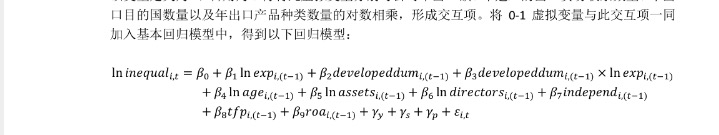 口目的国数量以及年出口产品种类数量的对数相乘，形成交互项。将 0-1 虚拟变量与此交互项一同
加入基本回归模型中，得到以下回归模型：
ln inequal_{i,t} = β_0 + β_1 ln exp_{i,(t−1)} + β_2 developeddum_{i,(t−1)} + β_3 developeddum_{i,(t−1)} × ln exp_{i,(t−1)}
+ β_4 ln age_{i,(t−1)} + β_5 ln assets_{i,(t−1)} + β_6 ln directors_{i,(t−1)} + β_7 independ_{i,(t−1)}
+ β_8 tfp_{i,(t−1)} + β_9 roa_{i,(t−1)} + γ_y + γ_s + γ_p + ε_{i,t}